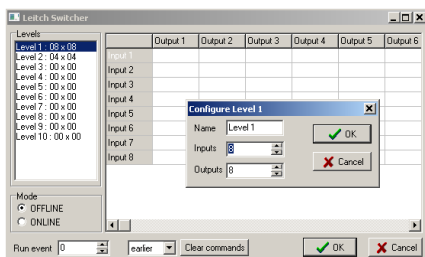 Leitch Switcher
Levels
Level 1 : 08 x 08
Level 2 : 04 x 04
Level 3 : 00 x 00
Level 4 : 00 x 00
Level 5 : 00 x 00
Level 6 : 00 x 00
Level 7 : 00 x 00
Level 8 : 00 x 00
Level 9 : 00 x 00
Level 10 : 00 x 00
Output 1 Output 2 Output 3 Output 4 Output 5 Output 6
Input 1
Input 2
Input 3
Input 4
Input 5
Input 6
Input 7
Input 8
Configure Level 1
Name Level 1
Inputs 8
Outputs 8
OK
Cancel
Mode
OFFLINE
ONLINE
Run event 0 earlier Clear commands OK Cancel